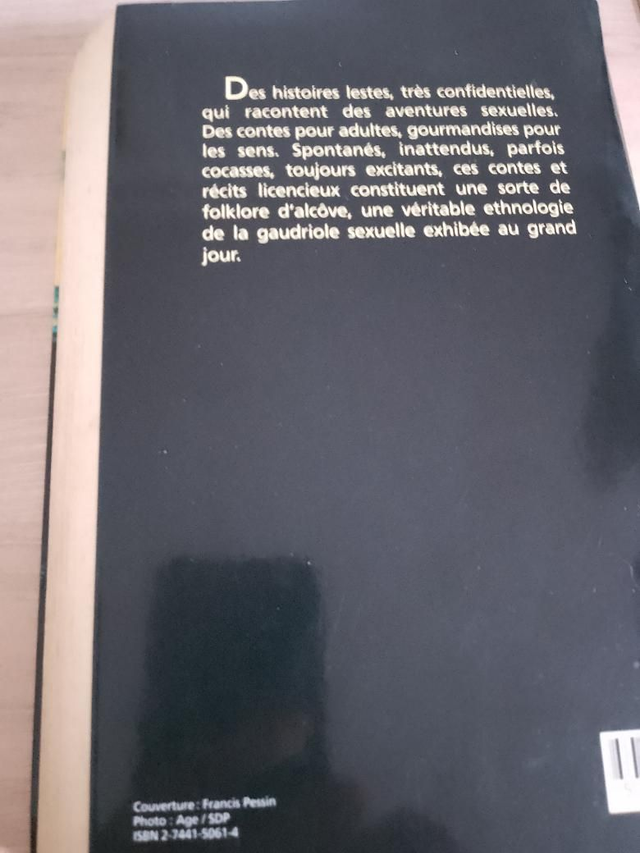 Des histoires lestes, très confidentielles,
qui racontent des aventures sexuelles.
Des contes pour adultes, gourmandises pour
les sens. Spontanés, inattendus, parfois
cocasses, toujours excitants, ces contes et
récits licencieux constituent une sorte de
folklore d'alcôve, une véritable ethnologie
de la gaudriole sexuelle exhibée au grand
jour.
Couverture : Francis Pessin
Photo : Age / SDP
ISBN 2-7441-5061-4